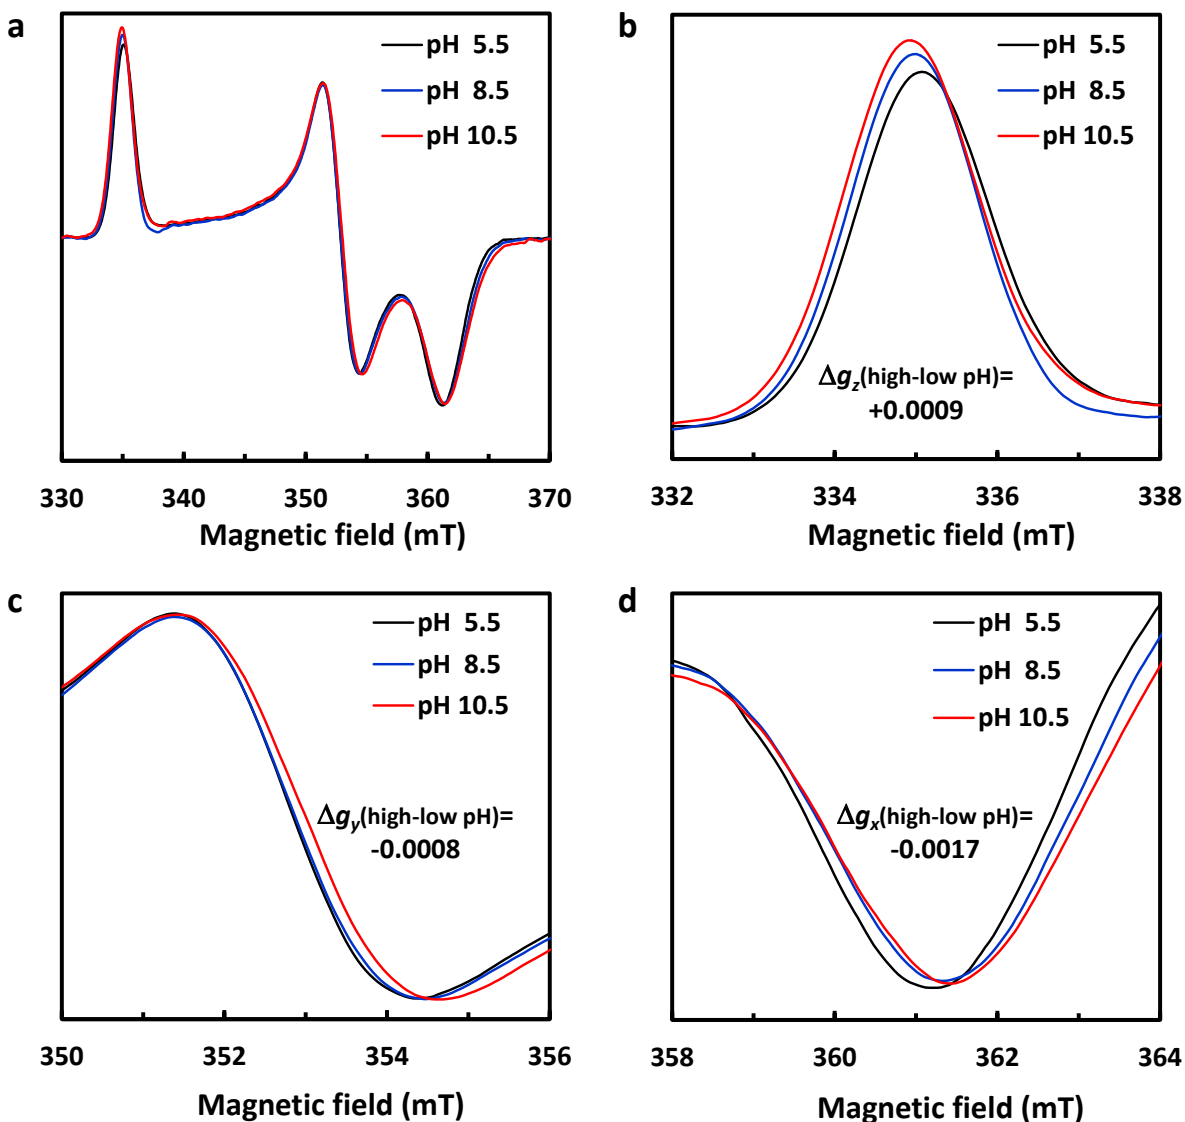 a
pH 5.5
pH 8.5
pH 10.5
330 340 350 360 370
Magnetic field (mT)
b
pH 5.5
pH 8.5
pH 10.5
Δgz(high-low pH)=
+0.0009
332 334 336 338
Magnetic field (mT)
c
pH 5.5
pH 8.5
pH 10.5
Δgy(high-low pH)=
-0.0008
350 352 354 356
Magnetic field (mT)
d
pH 5.5
pH 8.5
pH 10.5
Δgx(high-low pH)=
-0.0017
358 360 362 364
Magnetic field (mT)